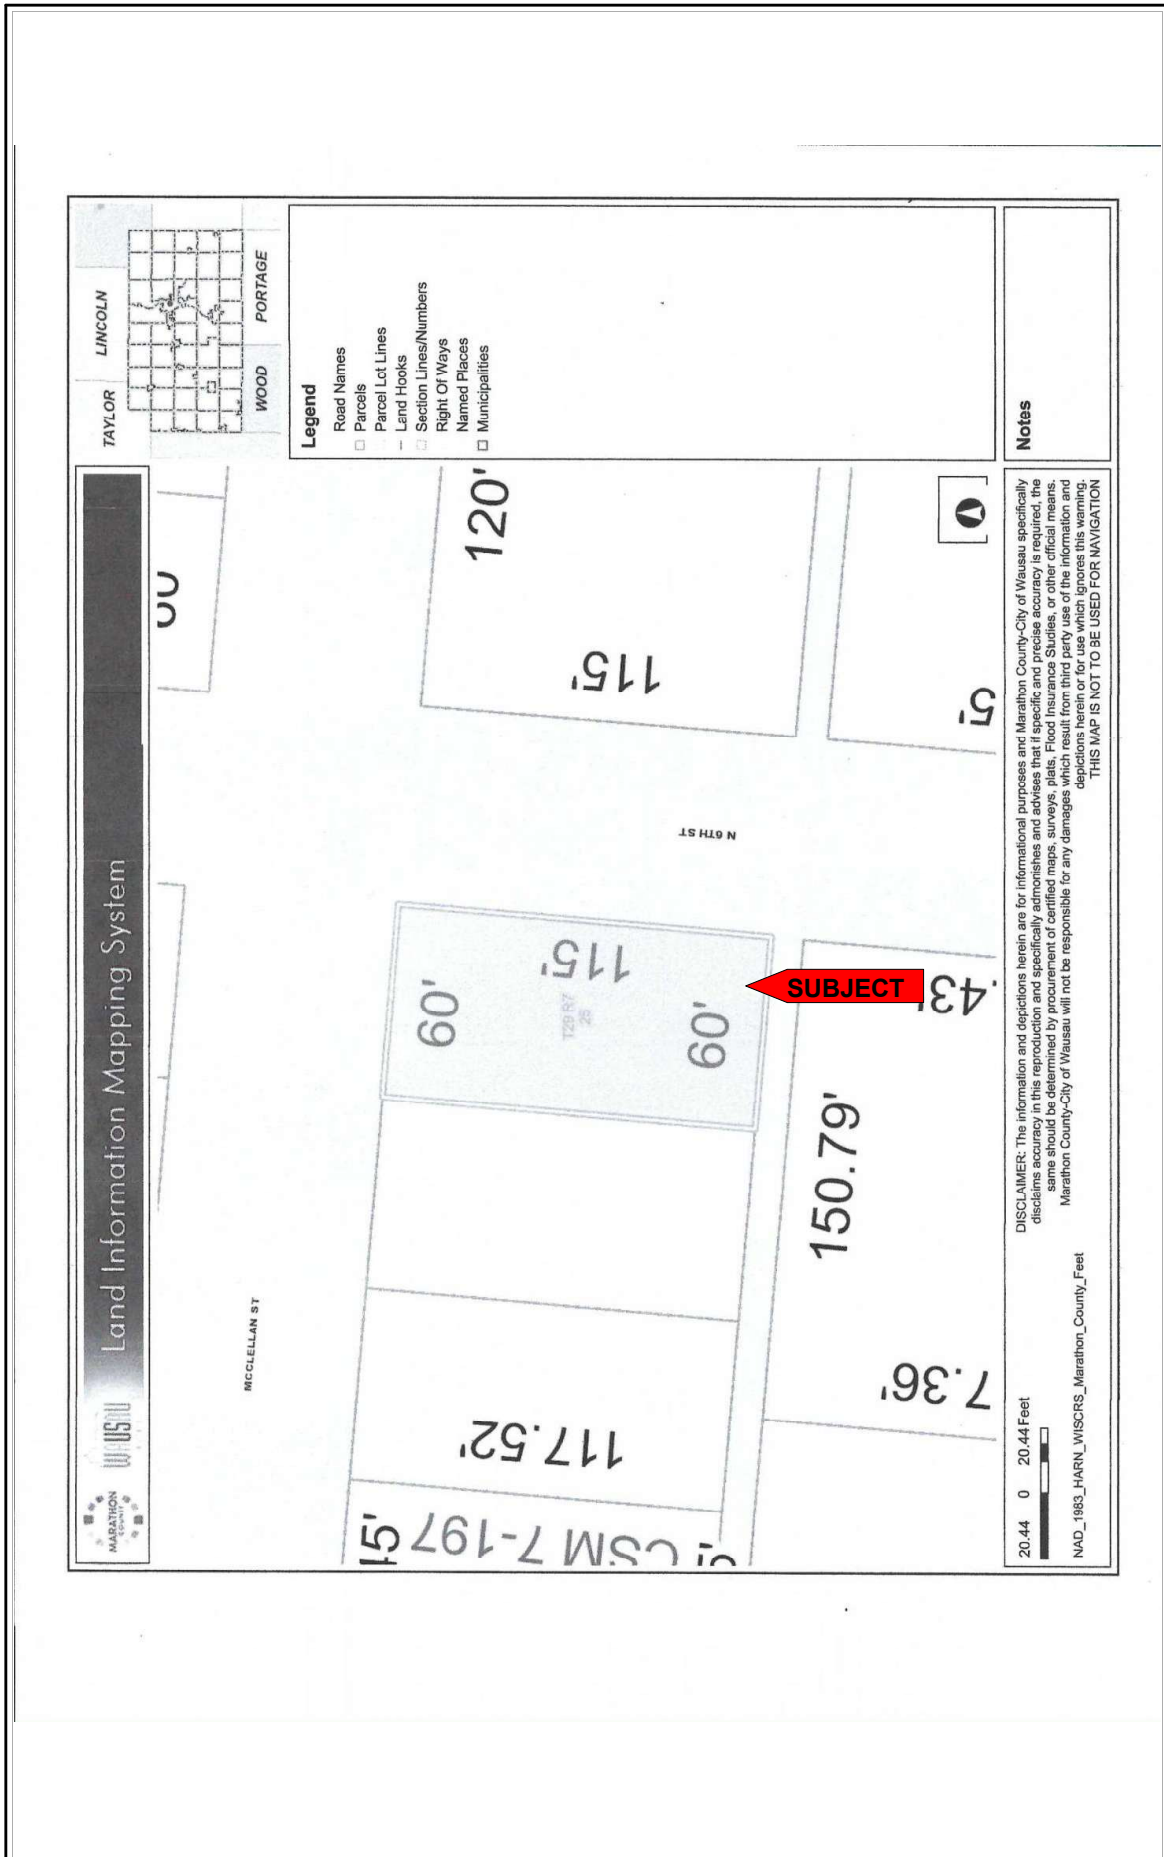 MARATHON
COUNTY
WAUSAU
Land Information Mapping System
TAYLOR
LINCOLN
WOOD
PORTAGE
Legend
Road Names
Parcels
Parcel Lot Lines
Land Hooks
Section Lines/Numbers
Right Of Ways
Named Places
Municipalities
MCCLELLAN ST
N 6TH ST
60'
115'
T29 R7
25
60'
SUBJECT
120'
115'
5'
.43'
150.79'
7.36'
117.52'
CSM 7-197
20.44 0 20.44 Feet
NAD_1983_HARN_WISCRS_Marathon_County_Feet
DISCLAIMER: The information and depictions herein are for informational purposes and Marathon County-City of Wausau specifically
disclaims accuracy in this reproduction and specifically admonishes and advises that if specific and precise accuracy is required, the
same should be determined by procurement of certified maps, surveys, plats, Flood Insurance Studies, or other official means.
Marathon County-City of Wausau will not be responsible for any damages which result from third party use of the information and
depictions herein or for use which ignores this warning.
THIS MAP IS NOT TO BE USED FOR NAVIGATION
Notes